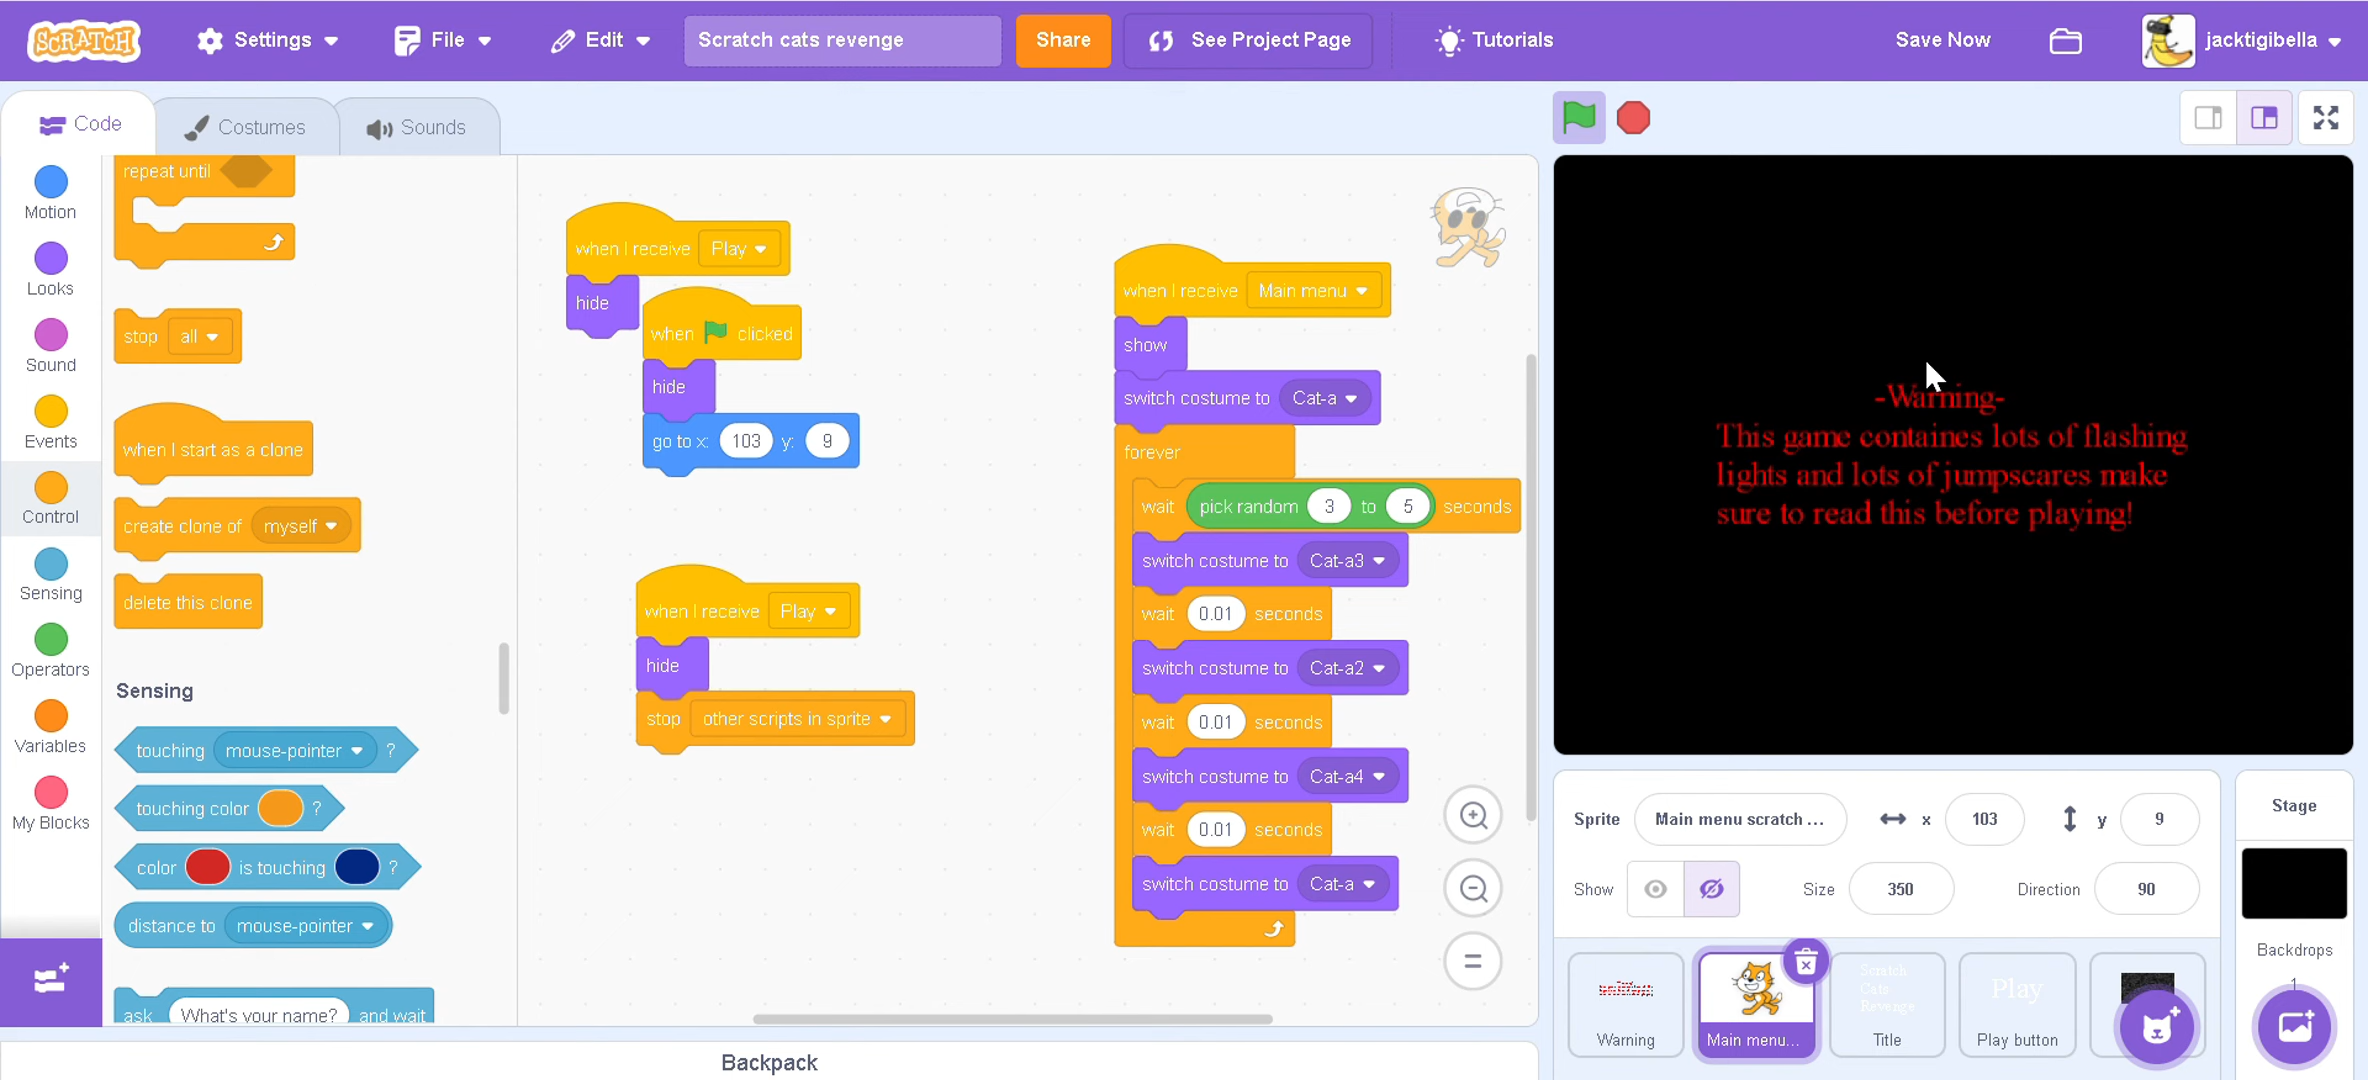 SCRATCH
Settings
File
Edit
Scratch cats revenge
Share
See Project Page
Tutorials
Save Now
jacktigibella
Code
Costumes
Sounds
Motion
Looks
Sound
Events
Control
Sensing
Operators
Variables
My Blocks
repeat until
stop all
when I start as a clone
create clone of myself
delete this clone
Sensing
touching mouse-pointer ?
touching color ?
color is touching ?
distance to mouse-pointer
ask What's your name? and wait
when I receive Play
hide
when clicked
hide
go to x: 103 y: 9
when I receive Play
hide
stop other scripts in sprite
when I receive Main menu
show
switch costume to Cat-a
forever
wait pick random 3 to 5 seconds
switch costume to Cat-a3
wait 0.01 seconds
switch costume to Cat-a2
wait 0.01 seconds
switch costume to Cat-a4
wait 0.01 seconds
switch costume to Cat-a
Backpack
-Warning-
This game containes lots of flashing
lights and lots of jumpscares make
sure to read this before playing!
Sprite Main menu scratch ... x 103 y 9
Show Size 350 Direction 90
Warning
Main menu...
Scratch
Cats
Revenge
Title
Play
Play button
Stage
Backdrops
1